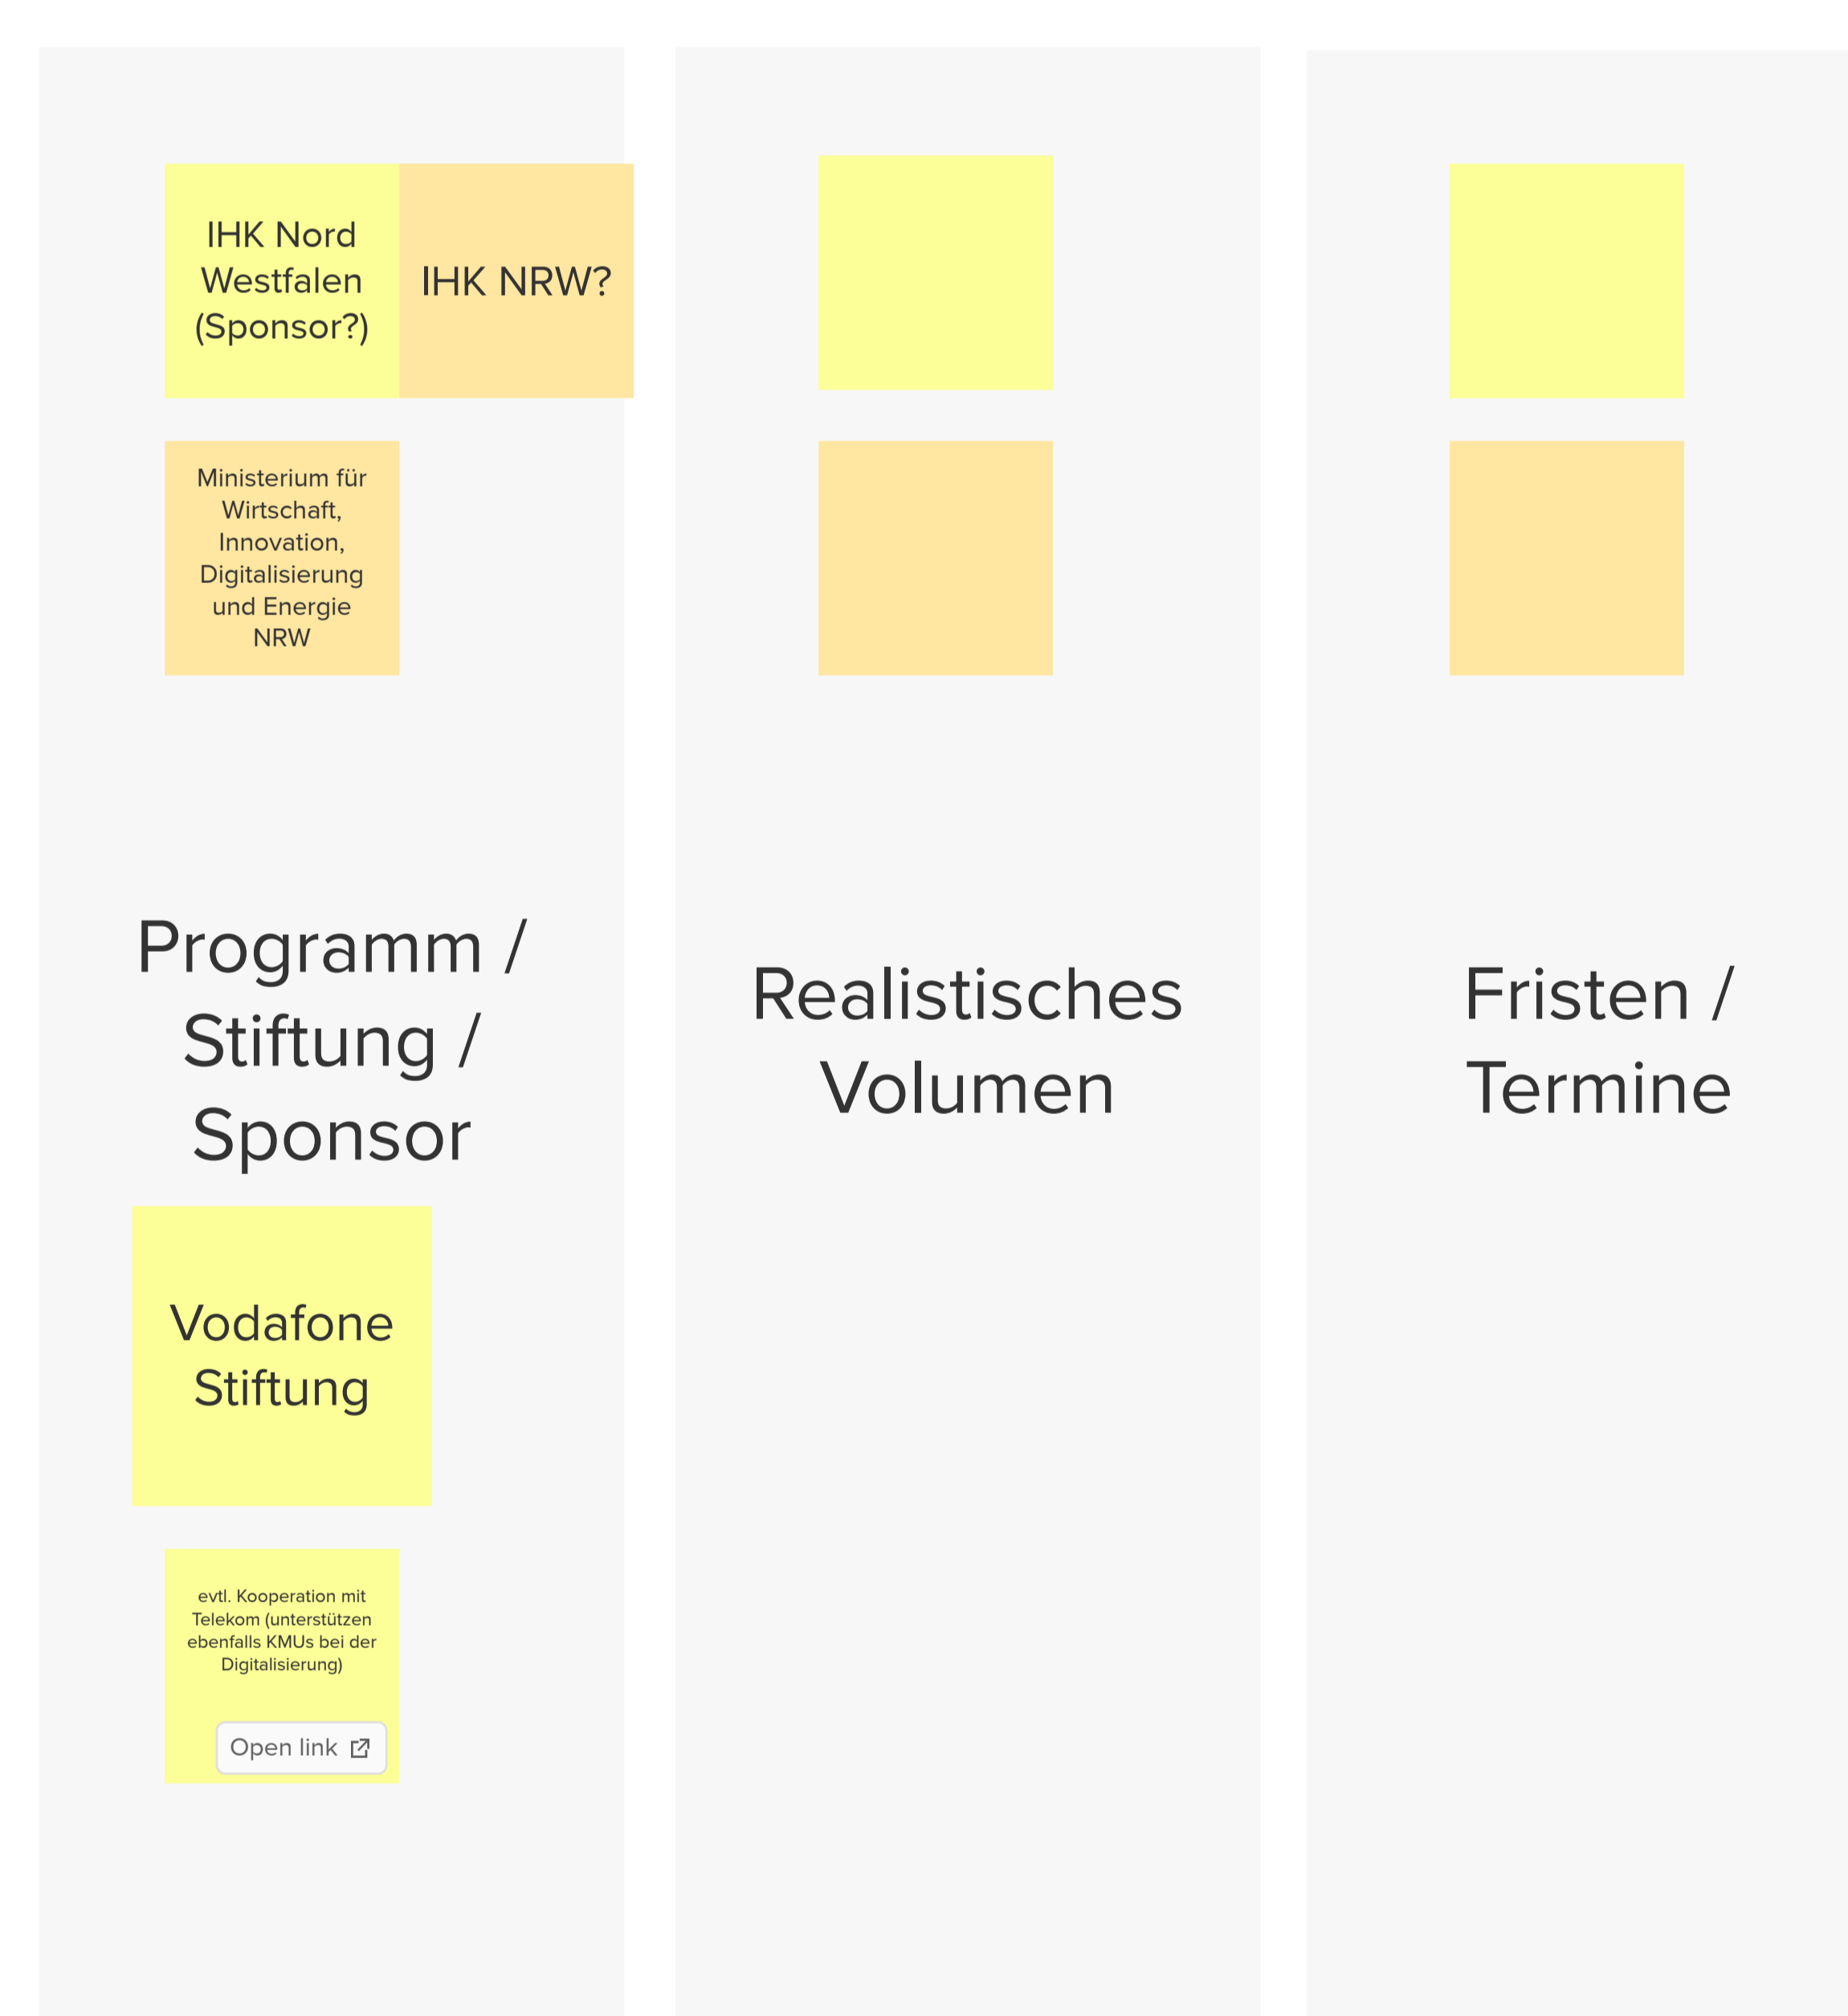 IHK Nord
Westfalen
(Sponsor?)
IHK NRW?
Ministerium für
Wirtschaft,
Innovation,
Digitalisierung
und Energie
NRW
Programm /
Stiftung /
Sponsor
Vodafone
Stiftung
evtl. Kooperation mit
Telekom (unterstützen
ebenfalls KMUs bei der
Digitalisierung)
Open link
Realistisches
Volumen
Fristen /
Termine